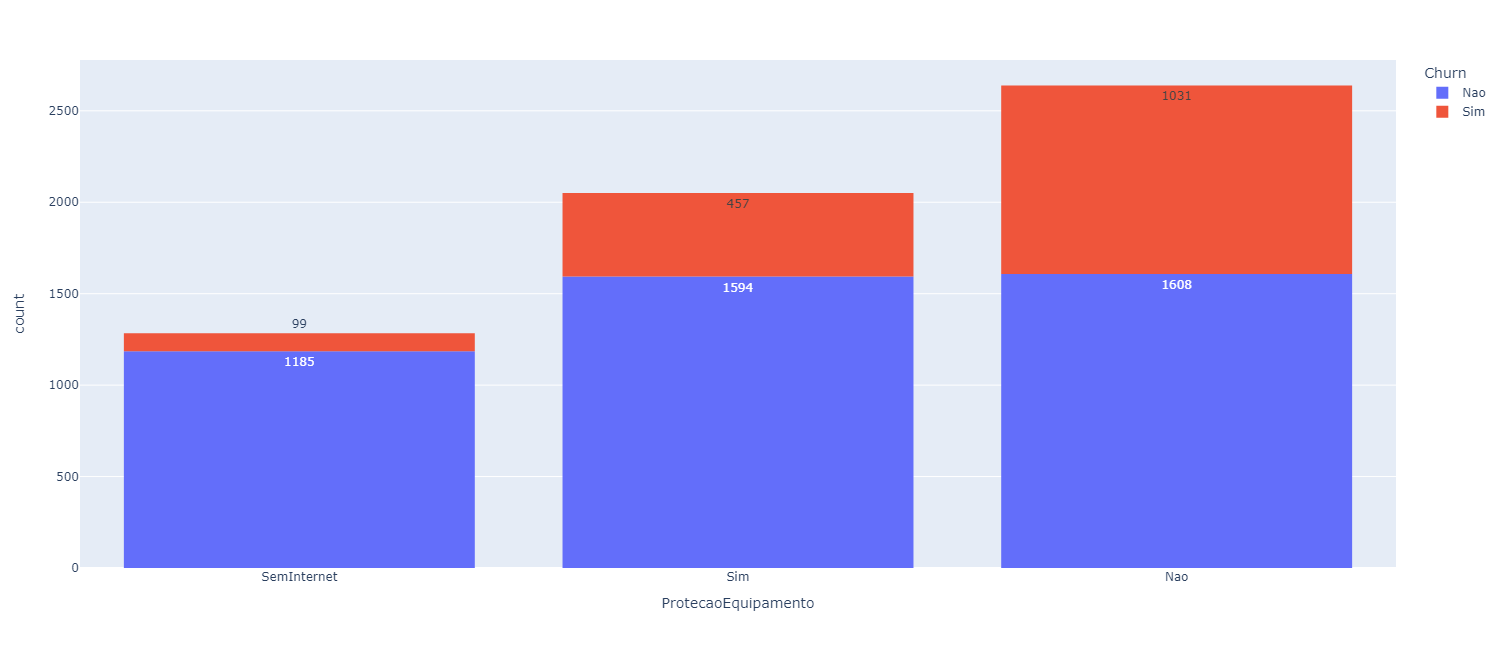 Churn
Nao
Sim
count
2500
2000
1500
1000
500
0
99
1185
457
1594
1031
1608
SemInternet
Sim
Nao
ProtecaoEquipamento